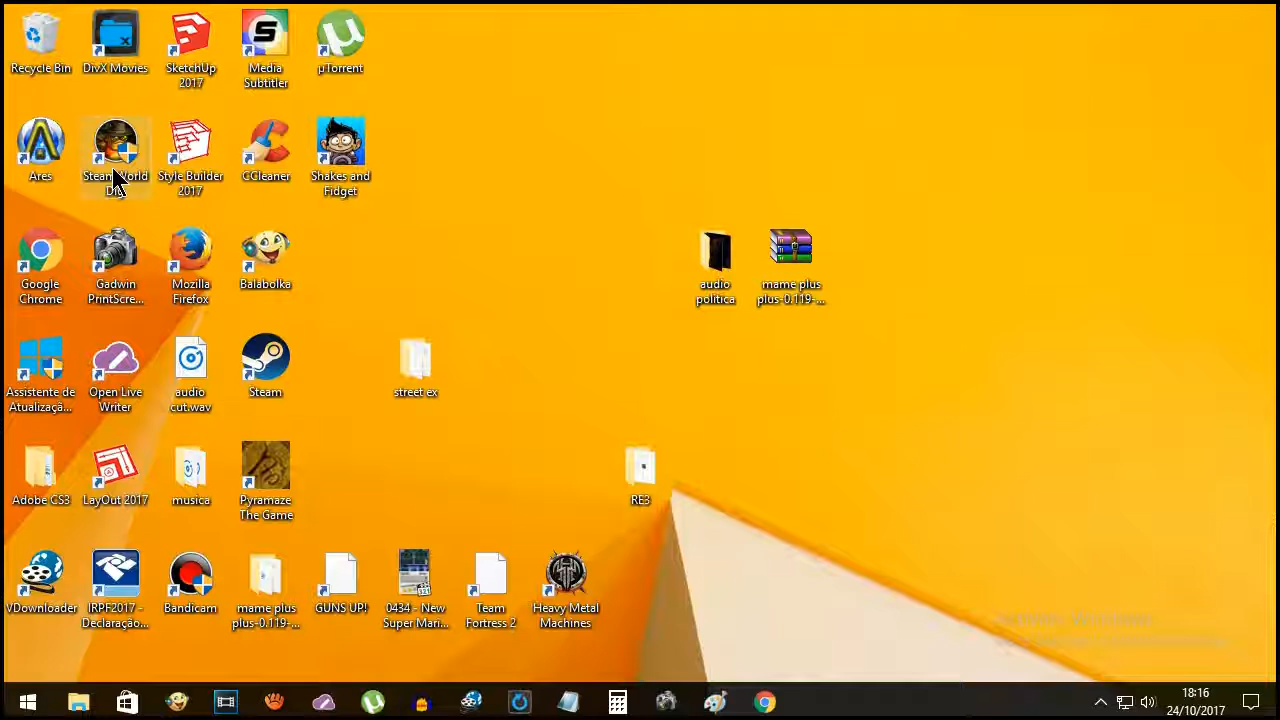 Recycle Bin
DivX Movies
SketchUp
2017
Media
Subtitler
µTorrent
Ares
SteamWorld
Dig
Style Builder
2017
CCleaner
Shakes and
Fidget
Google
Chrome
Gadwin
PrintScre...
Mozilla
Firefox
Balabolka
audio
politica
mame plus
plus-0.119-...
Assistente de
Atualizaçã...
Open Live
Writer
audio
cut.wav
Steam
street ex
Adobe CS3
LayOut 2017
musica
Pyramaze
The Game
RE3
VDownloader
IRPF2017 -
Declaração...
Bandicam
mame plus
plus-0.119-...
GUNS UP!
0434 - New
Super Mari...
Team
Fortress 2
Heavy Metal
Machines
18:16
24/10/2017